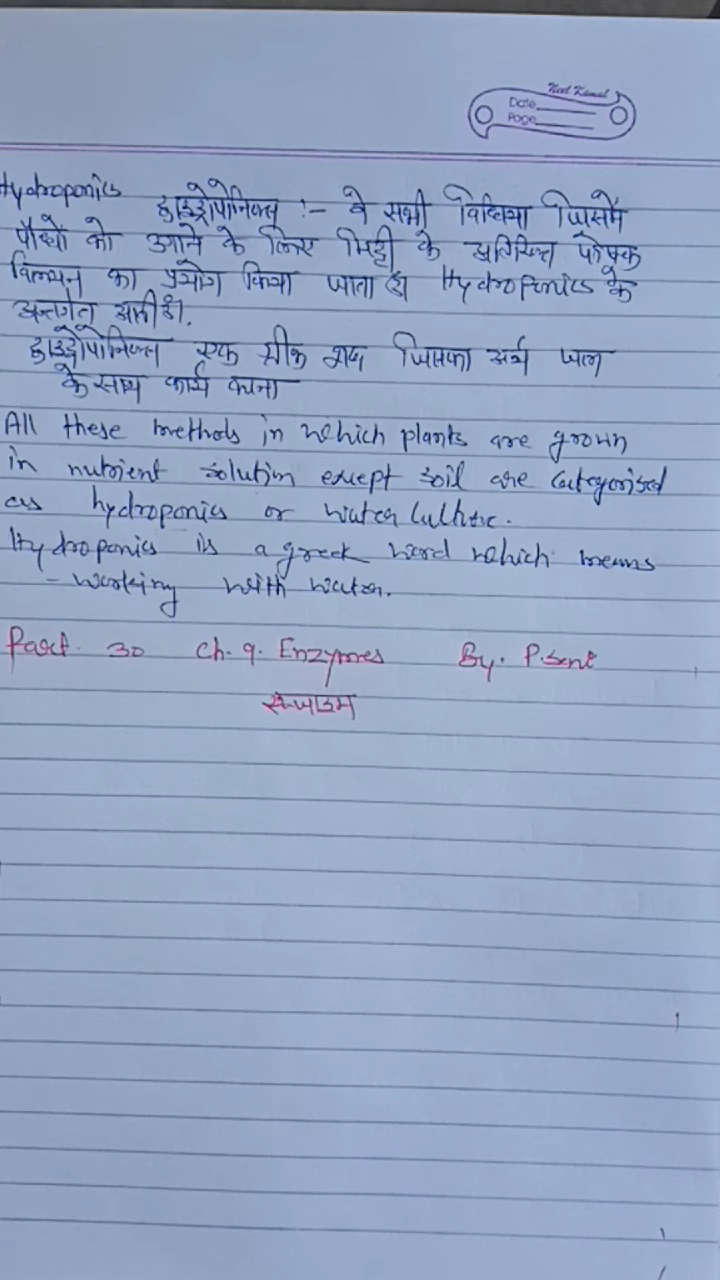 Neel Kamal
Date
Page
Hydroponics हाइड्रोपोनिक्स :- वे सभी विधिया जिसमें
पौधों को उगाने के लिए मिट्टी के अतिरिक्त पोषक
विलयन का प्रयोग किया जाता है Hydroponics के
अन्तर्गत आती है।
हाइड्रोपोनिक्स एक ग्रीक शब्द जिसका अर्थ जल
के साथ कार्य करना
All these methods in which plants are grown
in nutrient solution except soil are categorised
as hydroponics or water culture.
Hydroponics is a greek word which means
- working with water.
Part 30 Ch. 9. Enzymes By. P.